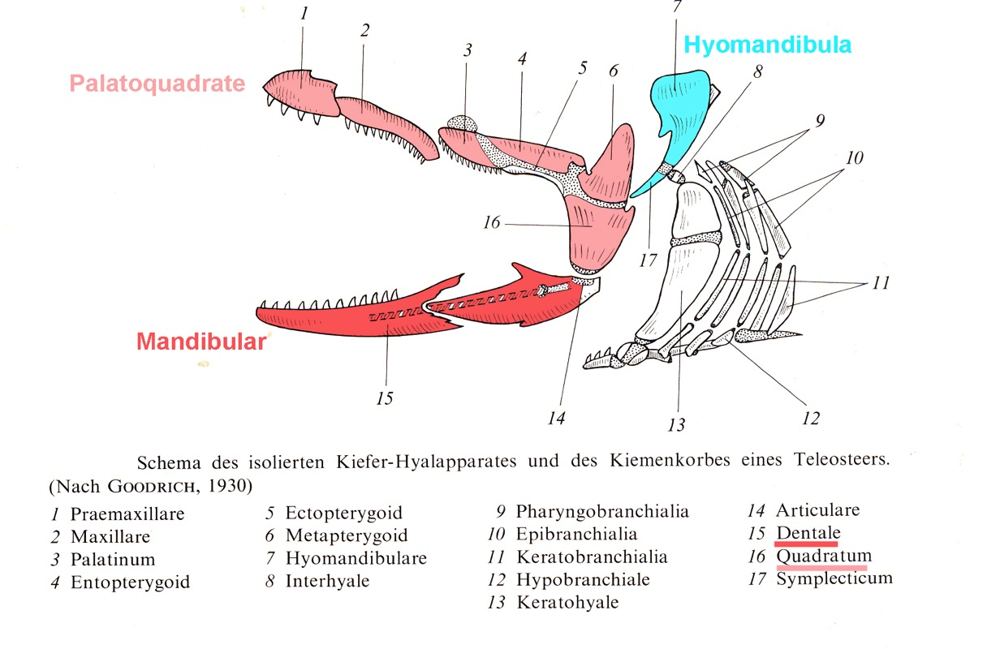 1
2
3
4
5
6
7
8
9
10
11
12
13
14
15
16
17
Hyomandibula
Palatoquadrate
Mandibular
Schema des isolierten Kiefer-Hyalapparates und des Kiemenkorbes eines Teleosteers.
(Nach GOODRICH, 1930)
1 Praemaxillare
2 Maxillare
3 Palatinum
4 Entopterygoid
5 Ectopterygoid
6 Metapterygoid
7 Hyomandibulare
8 Interhyale
9 Pharyngobranchialia
10 Epibranchialia
11 Keratobranchialia
12 Hypobranchiale
13 Keratohyale
14 Articulare
15 Dentale
16 Quadratum
17 Symplecticum